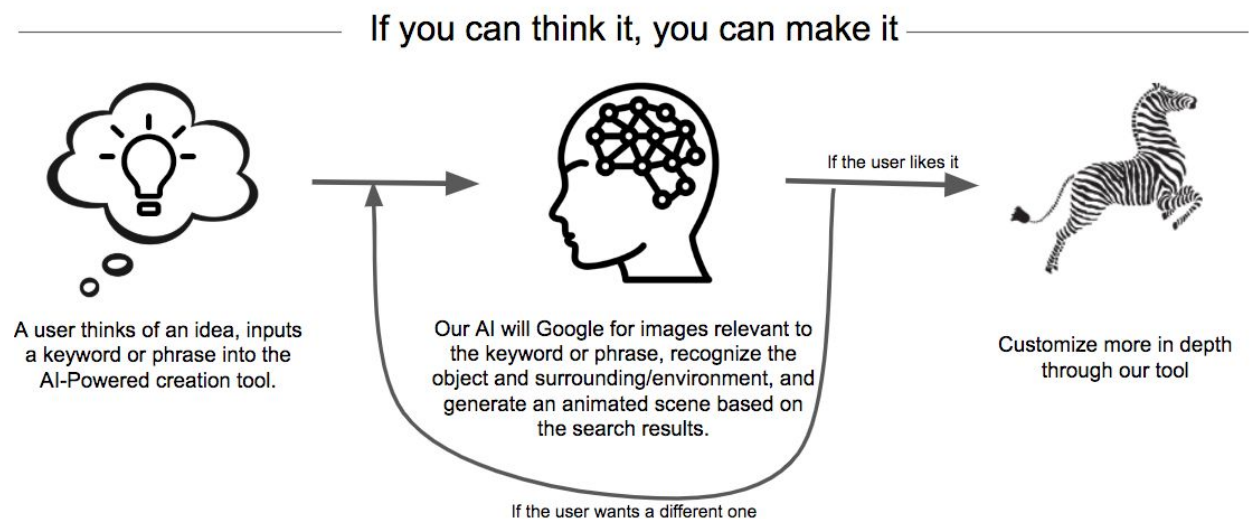 If you can think it, you can make it
If the user likes it
A user thinks of an idea, inputs
a keyword or phrase into the
AI-Powered creation tool.
Our AI will Google for images relevant to
the keyword or phrase, recognize the
object and surrounding/environment, and
generate an animated scene based on
the search results.
Customize more in depth
through our tool
If the user wants a different one